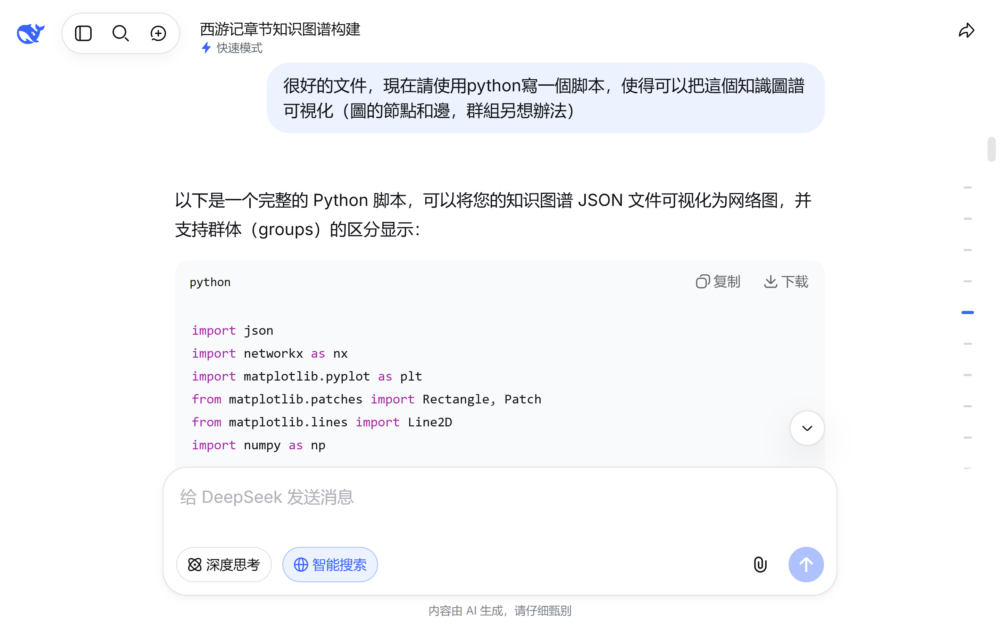 西游记章节知识图谱构建
快速模式
很好的文件，現在請使用python寫一個脚本，使得可以把這個知識圖譜
可視化（圖的節點和邊，群組另想辦法）
以下是一个完整的 Python 脚本，可以将您的知识图谱 JSON 文件可视化为网络图，并
支持群体（groups）的区分显示：
python
复制
下载
import json
import networkx as nx
import matplotlib.pyplot as plt
from matplotlib.patches import Rectangle, Patch
from matplotlib.lines import Line2D
import numpy as np
给 DeepSeek 发送消息
深度思考
智能搜索
内容由 AI 生成，请仔细甄别